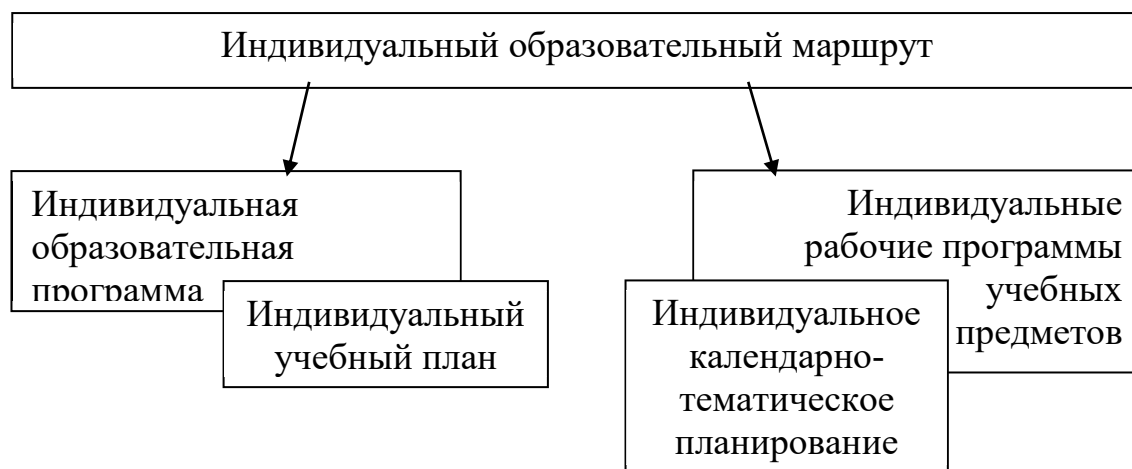 Индивидуальный образовательный маршрут
Индивидуальная
образовательная
программа
Индивидуальный
учебный план
Индивидуальные
рабочие программы
учебных
предметов
Индивидуальное
календарно-
тематическое
планирование